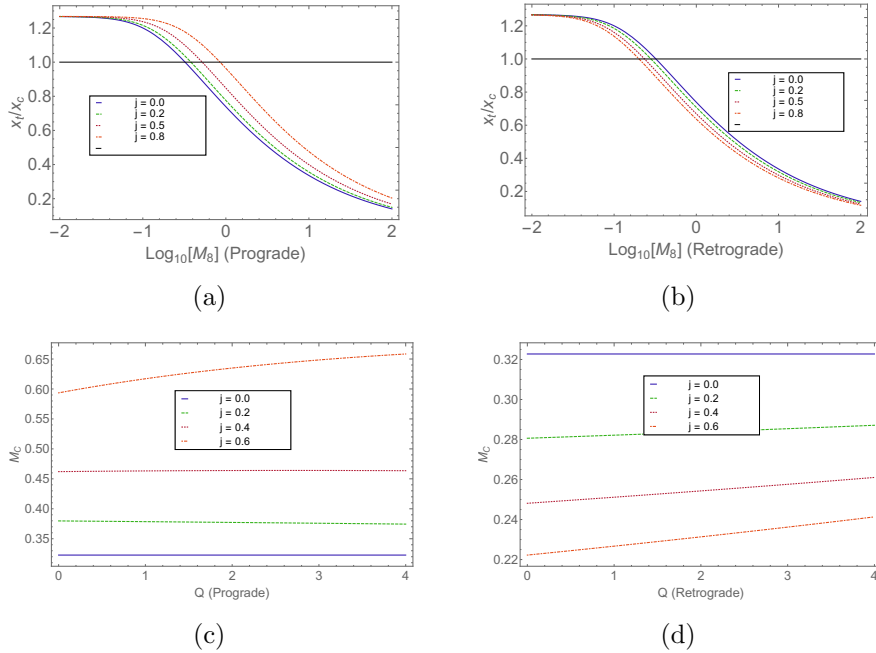 x_t/x_c
1.2
1.0
0.8
0.6
0.4
0.2
j = 0.0
j = 0.2
j = 0.5
j = 0.8
-2
-1
0
1
2
Log₁₀[M₈] (Prograde)
(a)
x_t/x_c
1.2
1.0
0.8
0.6
0.4
0.2
j = 0.0
j = 0.2
j = 0.5
j = 0.8
-2
-1
0
1
2
Log₁₀[M₈] (Retrograde)
(b)
M_C
0.65
0.60
0.55
0.50
0.45
0.40
0.35
j = 0.0
j = 0.2
j = 0.4
j = 0.6
0
1
2
3
4
Q (Prograde)
(c)
M_C
0.32
0.30
0.28
0.26
0.24
0.22
j = 0.0
j = 0.2
j = 0.4
j = 0.6
0
1
2
3
4
Q (Retrograde)
(d)